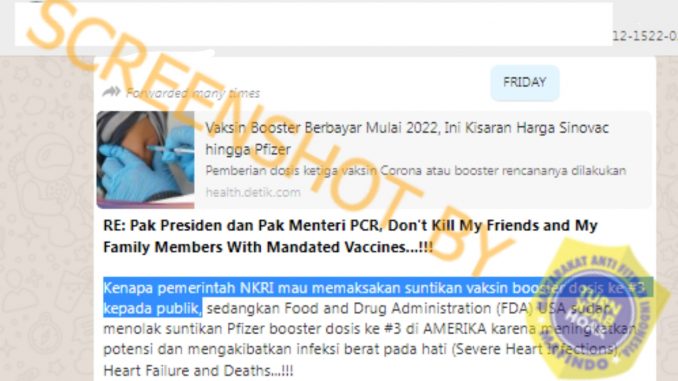 12-1522-0
FRIDAY
Forwarded many times
Vaksin Booster Berbayar Mulai 2022, Ini Kisaran Harga Sinovac
hingga Pfizer
Pemberian dosis ketiga vaksin Corona atau booster rencananya dilakukan
health.detik.com
RE: Pak Presiden dan Pak Menteri PCR, Don't Kill My Friends and My
Family Members With Mandated Vaccines...!!!
Kenapa pemerintah NKRI mau memaksakan suntikan vaksin booster dosis ke #3
kepada publik, sedangkan Food and Drug Administration (FDA) USA sudah
menolak suntikan Pfizer booster dosis ke #3 di AMERIKA karena meningkatkan
potensi dan mengakibatkan infeksi berat pada hati (Severe Heart Infections),
Heart Failure and Deaths...!!!
SCREENSHOT BY
MASYARAKAT ANTI FITNAH INDONESIA
TURN BACK HOAX
MAFINDO